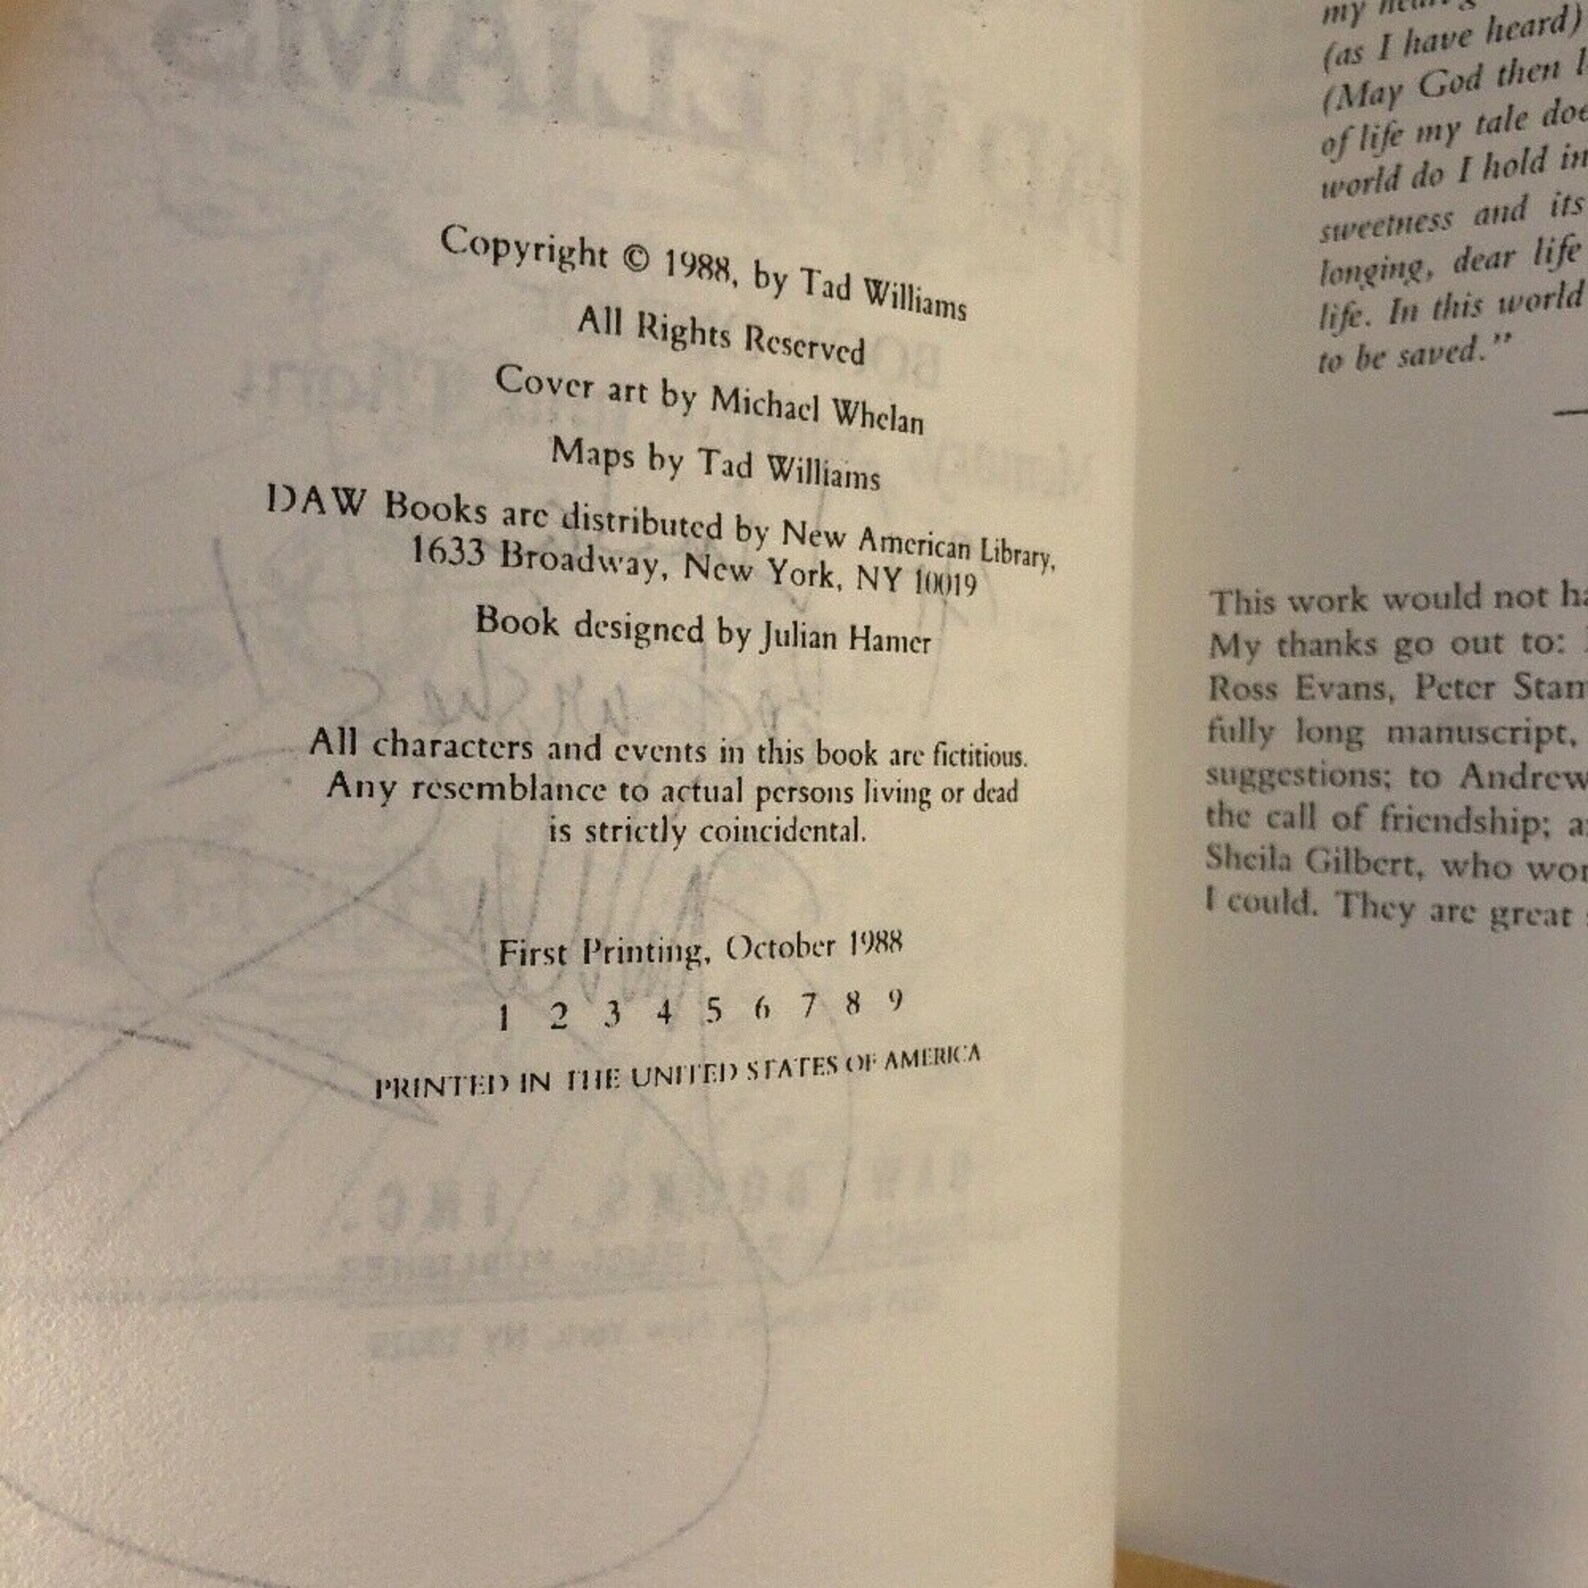 Copyright © 1988, by Tad Williams
All Rights Reserved
Cover art by Michael Whelan
Maps by Tad Williams
DAW Books are distributed by New American Library,
1633 Broadway, New York, NY 10019
Book designed by Julian Hamer
All characters and events in this book are fictitious.
Any resemblance to actual persons living or dead
is strictly coincidental.
First Printing, October 1988
1 2 3 4 5 6 7 8 9
PRINTED IN THE UNITED STATES OF AMERICA
my
(as I have heard)
(May God then
of life my tale
world do I hold
sweetness and its
longing, dear life
life. In this world
to be saved."
This work would not
My thanks go out to:
Ross Evans, Peter
fully long manuscript,
suggestions; to Andrew
the call of friendship;
Sheila Gilbert, who
I could. They are great